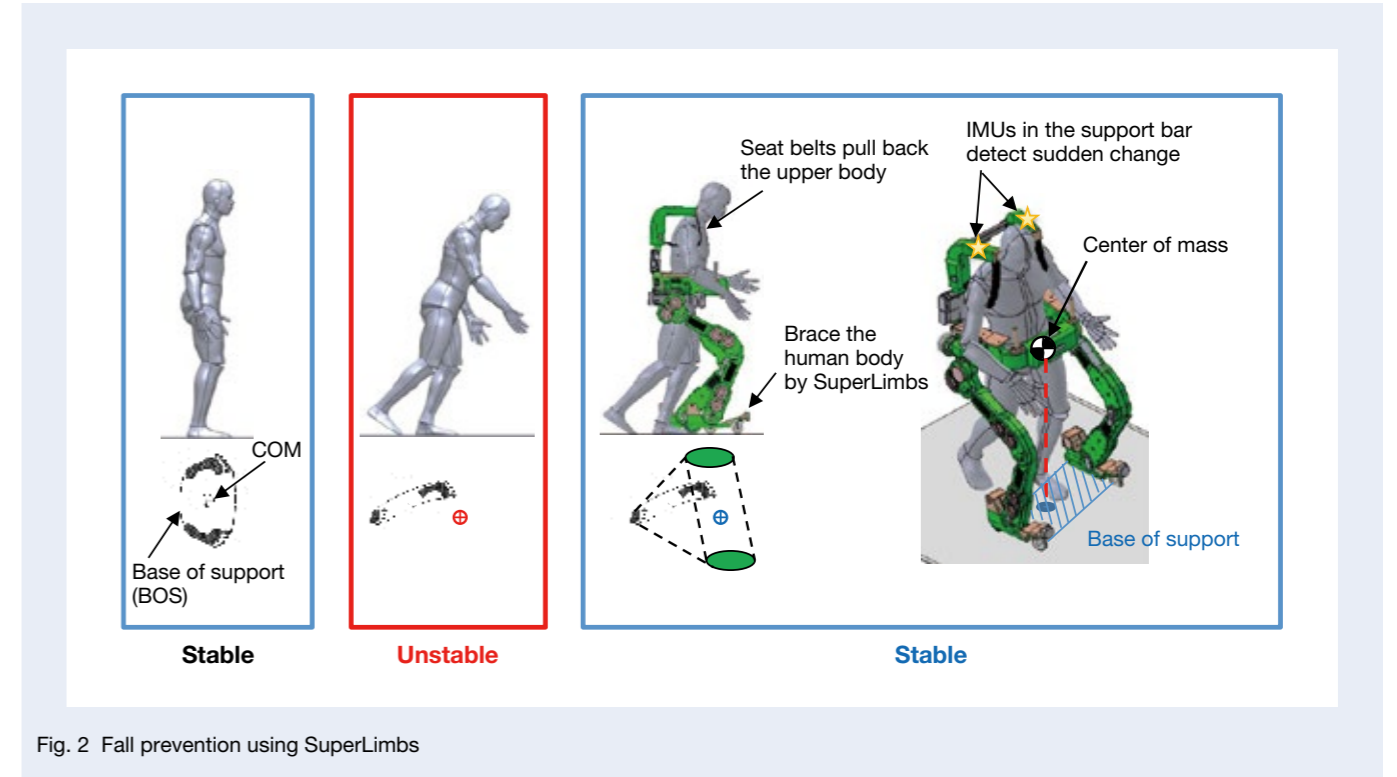 Seat belts pull back
the upper body
IMUs in the support bar
detect sudden change
Center of mass
Brace the
human body
by SuperLimbs
COM
Base of support
(BOS)
Base of support
Stable
Unstable
Stable
Fig. 2 Fall prevention using SuperLimbs